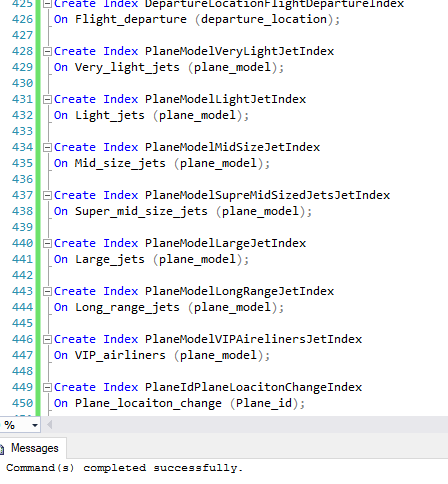 425 Create Index DepartureLocationFlightDepartureIndex
426 On Flight_departure (departure_location);
427
428 Create Index PlaneModelVeryLightJetIndex
429 On Very_light_jets (plane_model);
430
431 Create Index PlaneModelLightJetIndex
432 On Light_jets (plane_model);
433
434 Create Index PlaneModelMidSizeJetIndex
435 On Mid_size_jets (plane_model);
436
437 Create Index PlaneModelSupreMidSizedJetsJetIndex
438 On Super_mid_size_jets (plane_model);
439
440 Create Index PlaneModelLargeJetIndex
441 On Large_jets (plane_model);
442
443 Create Index PlaneModelLongRangeJetIndex
444 On Long_range_jets (plane_model);
445
446 Create Index PlaneModelVIPAirelinersJetIndex
447 On VIP_airliners (plane_model);
448
449 Create Index PlaneIdPlaneLoacitonChangeIndex
450 On Plane_locaiton_change (Plane_id);
%
Messages
Command(s) completed successfully.